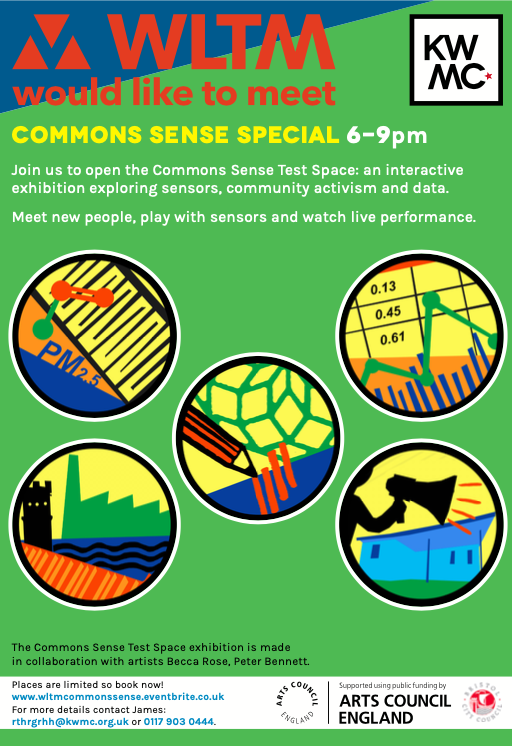 WLTM
would like to meet
KW
MC
COMMONS SENSE SPECIAL 6-9pm
Join us to open the Commons Sense Test Space: an interactive
exhibition exploring sensors, community activism and data.
Meet new people, play with sensors and watch live performance.
PM2.5
0.13
0.45
0.61
The Commons Sense Test Space exhibition is made
in collaboration with artists Becca Rose, Peter Bennett.
Places are limited so book now!
www.wltmcommonssense.eventbrite.co.uk
For more details contact James:
rthrgrhh@kwmc.org.uk or 0117 903 0444.
ARTS COUNCIL
ENGLAND
Supported using public funding by
ARTS COUNCIL
ENGLAND
BRISTOL
CITY COUNCIL